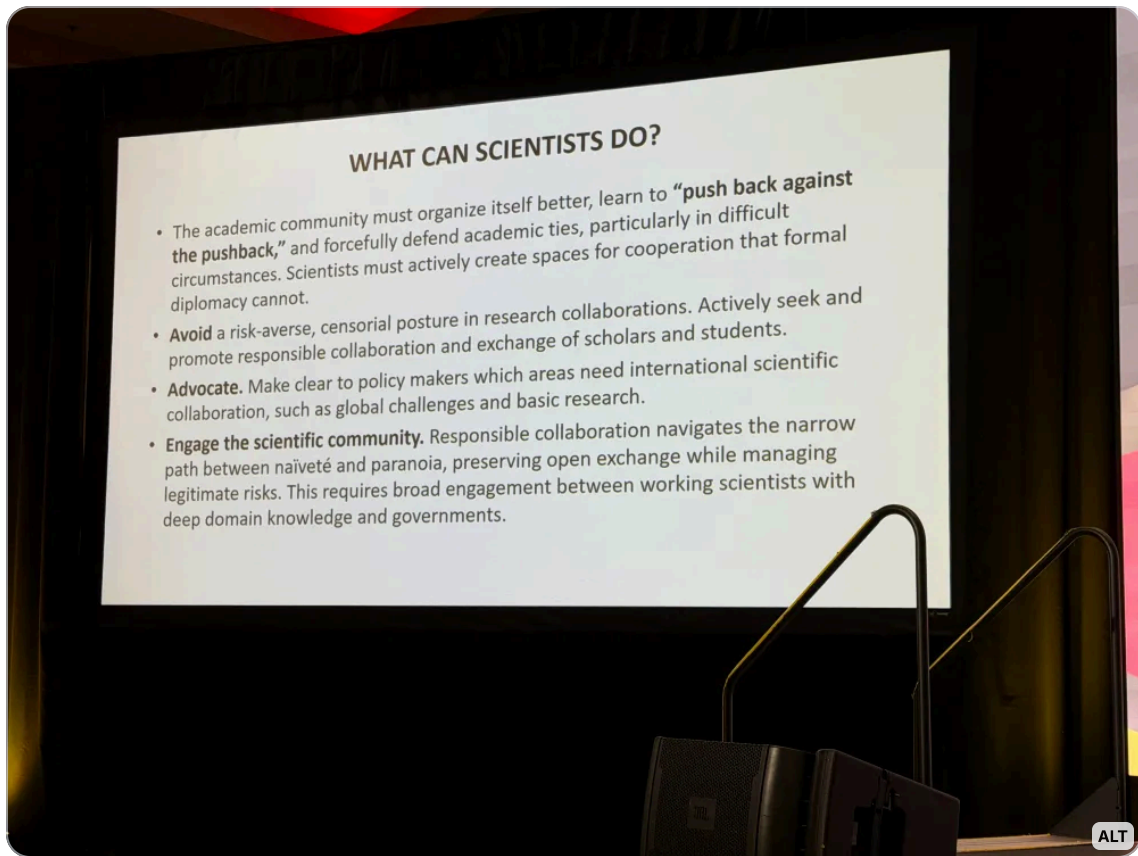 WHAT CAN SCIENTISTS DO?
• The academic community must organize itself better, learn to “push back against
the pushback,” and forcefully defend academic ties, particularly in difficult
circumstances. Scientists must actively create spaces for cooperation that formal
diplomacy cannot.
• Avoid a risk-averse, censorial posture in research collaborations. Actively seek and
promote responsible collaboration and exchange of scholars and students.
• Advocate. Make clear to policy makers which areas need international scientific
collaboration, such as global challenges and basic research.
• Engage the scientific community. Responsible collaboration navigates the narrow
path between naïveté and paranoia, preserving open exchange while managing
legitimate risks. This requires broad engagement between working scientists with
deep domain knowledge and governments.
JBL
ALT